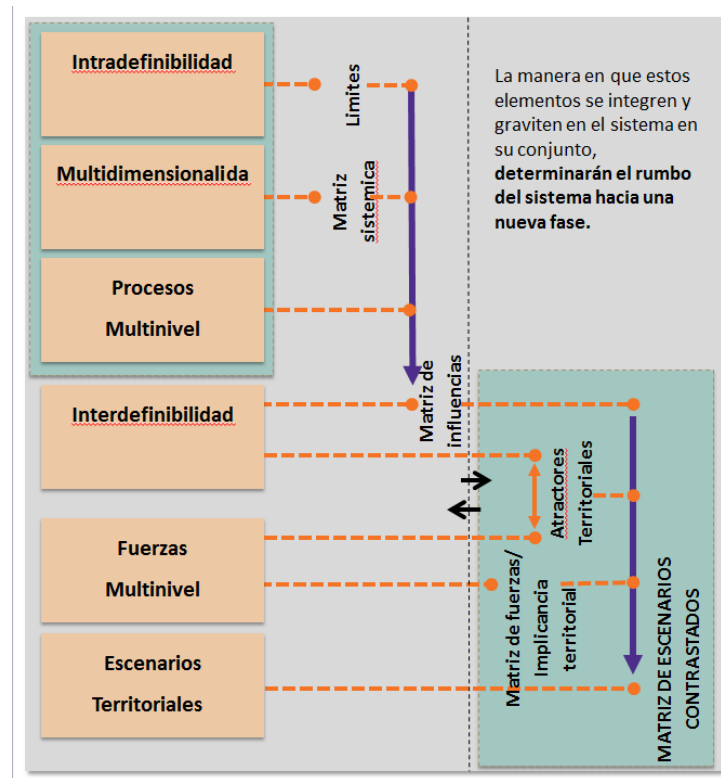 Intradefinibilidad
Multidimensionalida
Procesos
Multinivel
Interdefinibilidad
Fuerzas
Multinivel
Escenarios
Territoriales
Limites
Matriz
sistemica
Matriz de
influencias
La manera en que estos
elementos se integren y
graviten en el sistema en
su conjunto,
determinarán el rumbo
del sistema hacia una
nueva fase.
Atractores
Territoriales
Matriz de fuerzas/
Implicancia
territorial
MATRIZ DE ESCENARIOS
CONTRASTADOS